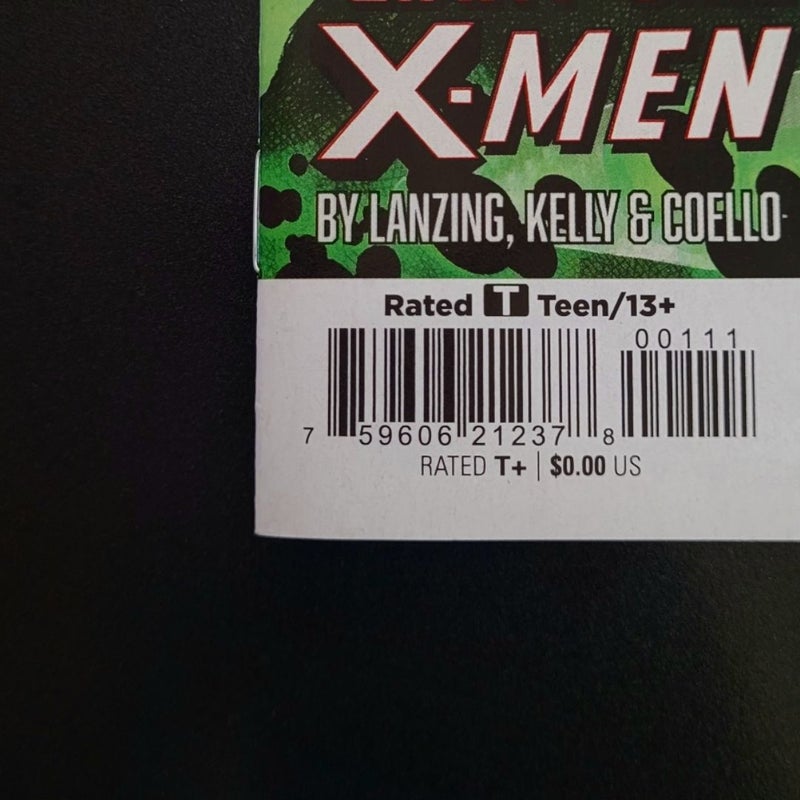 X-MEN
BY LANZING, KELLY & COELLO
Rated T Teen/13+
00111
7 59606 21237 8
RATED T+ | $0.00 US